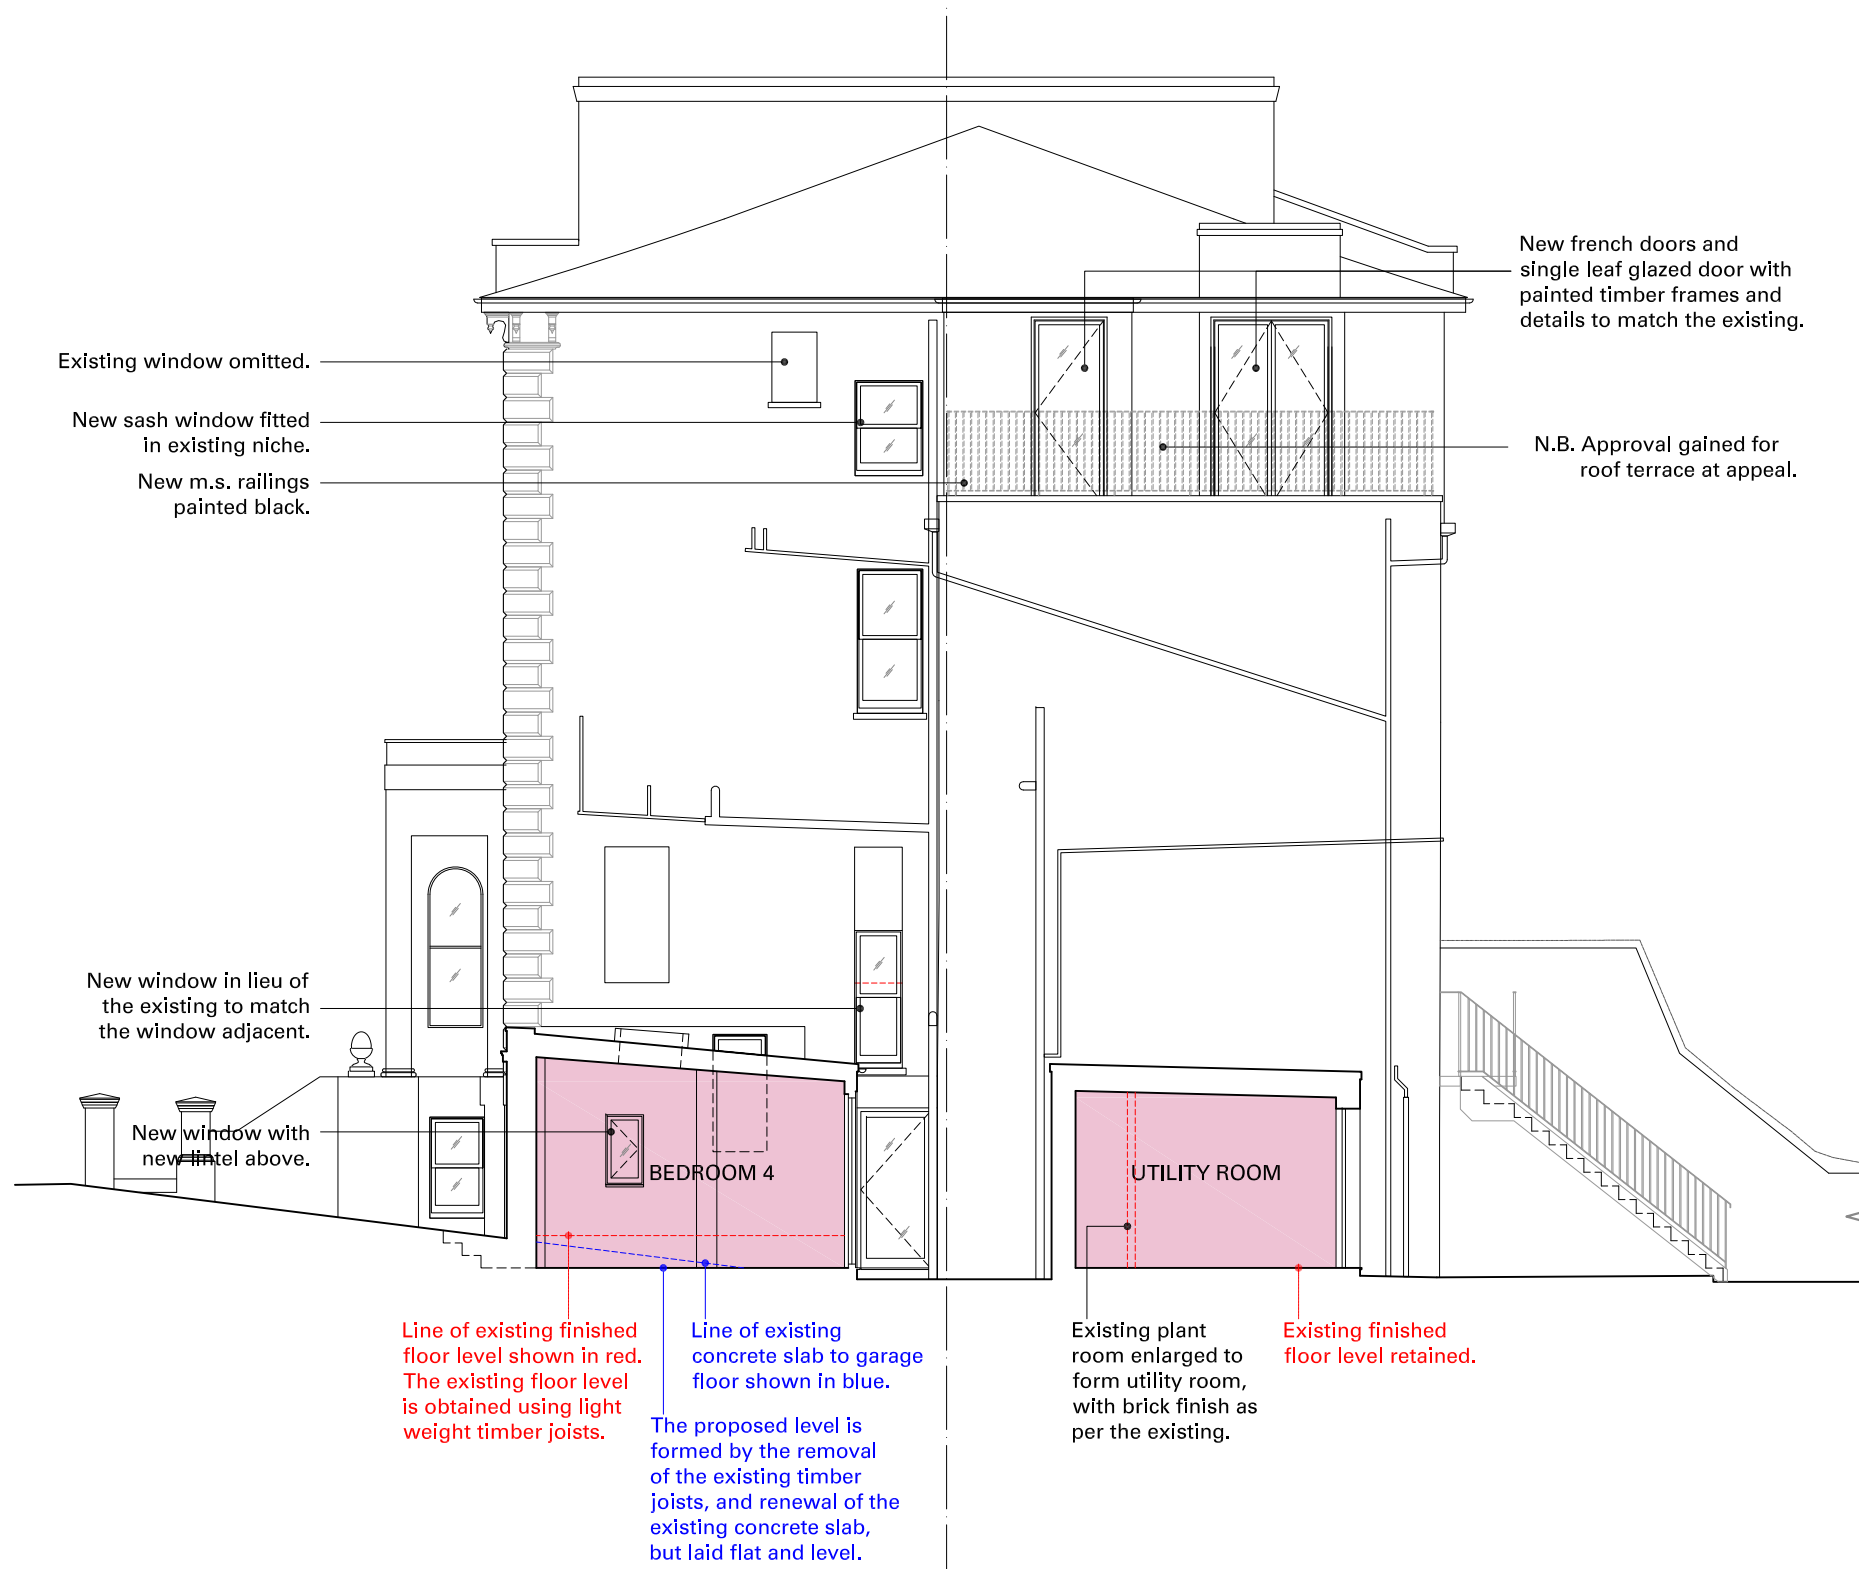 New french doors and
single leaf glazed door with
painted timber frames and
details to match the existing.
Existing window omitted.
New sash window fitted
in existing niche.
New m.s. railings
painted black.
N.B. Approval gained for
roof terrace at appeal.
New window in lieu of
the existing to match
the window adjacent.
New window with
new lintel above.
BEDROOM 4
UTILITY ROOM
Line of existing finished
floor level shown in red.
The existing floor level
is obtained using light
weight timber joists.
Line of existing
concrete slab to garage
floor shown in blue.
The proposed level is
formed by the removal
of the existing timber
joists, and renewal of the
existing concrete slab,
but laid flat and level.
Existing plant
room enlarged to
form utility room,
with brick finish as
per the existing.
Existing finished
floor level retained.